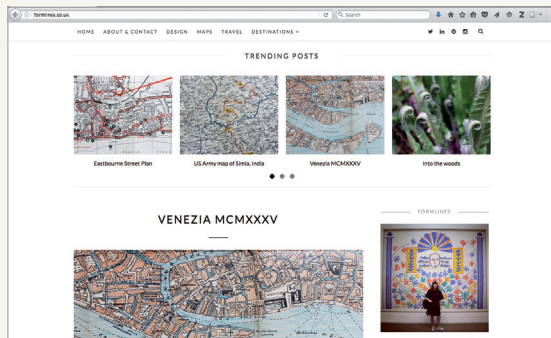 formlines.co.uk
Search
HOME ABOUT & CONTACT DESIGN MAPS TRAVEL DESTINATIONS
TRENDING POSTS
Eastbourne Street Plan
US Army map of Simla, India
Venezia MCMXXXV
Into the woods
VENEZIA MCMXXXV
FORMLINES